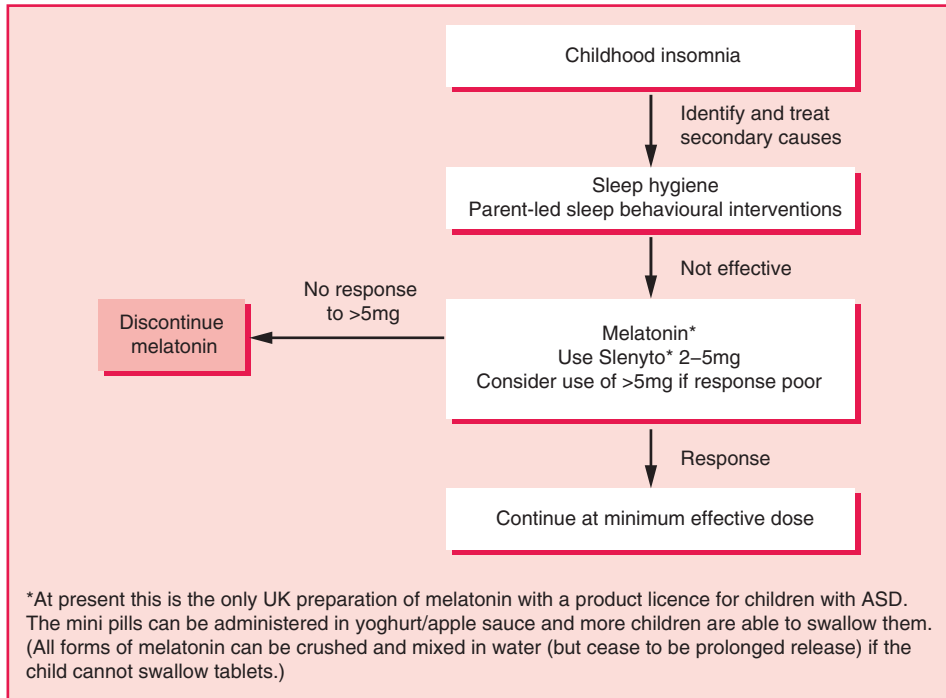 Childhood insomnia
Identify and treat
secondary causes
Sleep hygiene
Parent-led sleep behavioural interventions
Not effective
No response
to >5mg
Discontinue
melatonin
Melatonin*
Use Slenyto* 2–5mg
Consider use of >5mg if response poor
Response
Continue at minimum effective dose
*At present this is the only UK preparation of melatonin with a product licence for children with ASD.
The mini pills can be administered in yoghurt/apple sauce and more children are able to swallow them.
(All forms of melatonin can be crushed and mixed in water (but cease to be prolonged release) if the
child cannot swallow tablets.)